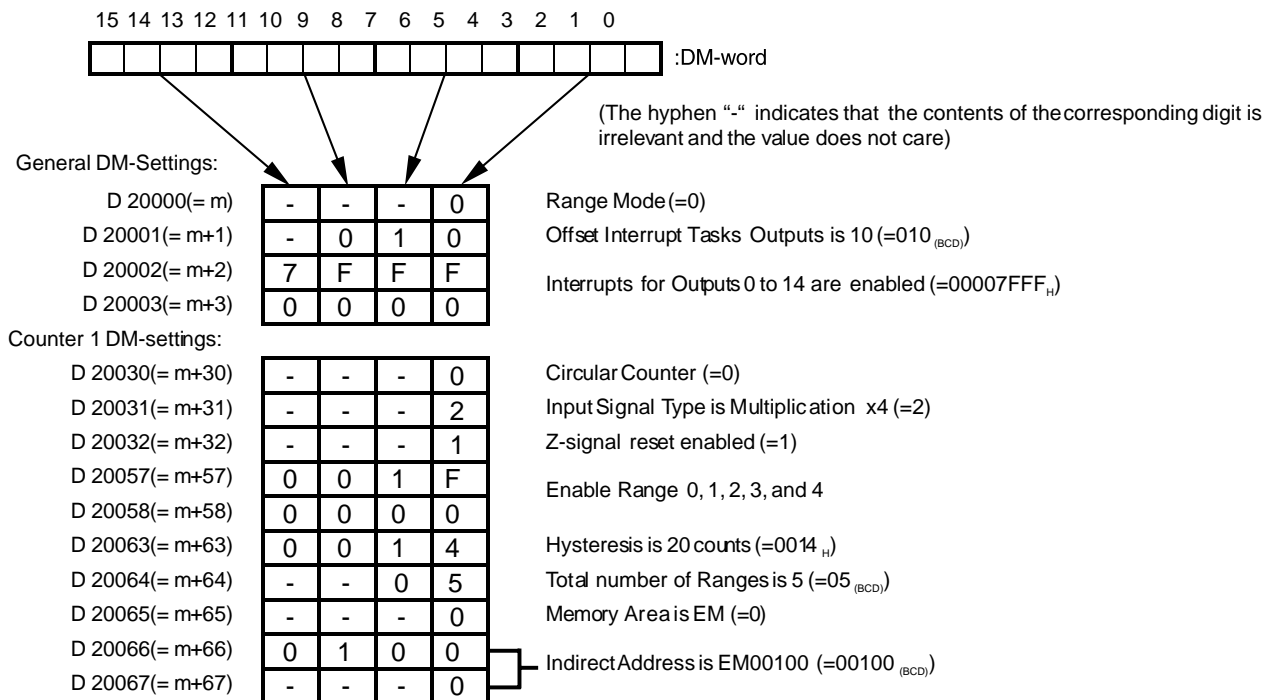 15 14 13 12 11 10 9 8 7 6 5 4 3 2 1 0
:DM-word
(The hyphen “-“ indicates that the contents of the corresponding digit is
irrelevant and the value does not care)
General DM-Settings:
D 20000(= m) - - - 0 Range Mode (=0)
D 20001(= m+1) - 0 1 0 Offset Interrupt Tasks Outputs is 10 (=010 (BCD))
D 20002(= m+2) 7 F F F
Interrupts for Outputs 0 to 14 are enabled (=00007FFFH)
D 20003(= m+3) 0 0 0 0
Counter 1 DM-settings:
D 20030(= m+30) - - - 0 Circular Counter (=0)
D 20031(= m+31) - - - 2 Input Signal Type is Multiplication x4 (=2)
D 20032(= m+32) - - - 1 Z-signal reset enabled (=1)
D 20057(= m+57) 0 0 1 F
Enable Range 0, 1, 2, 3, and 4
D 20058(= m+58) 0 0 0 0
D 20063(= m+63) 0 0 1 4 Hysteresis is 20 counts (=0014 H)
D 20064(= m+64) - - 0 5 Total number of Ranges is 5 (=05 (BCD))
D 20065(= m+65) - - - 0 Memory Area is EM (=0)
D 20066(= m+66) 0 1 0 0
Indirect Address is EM00100 (=00100 (BCD))
D 20067(= m+67) - - - 0